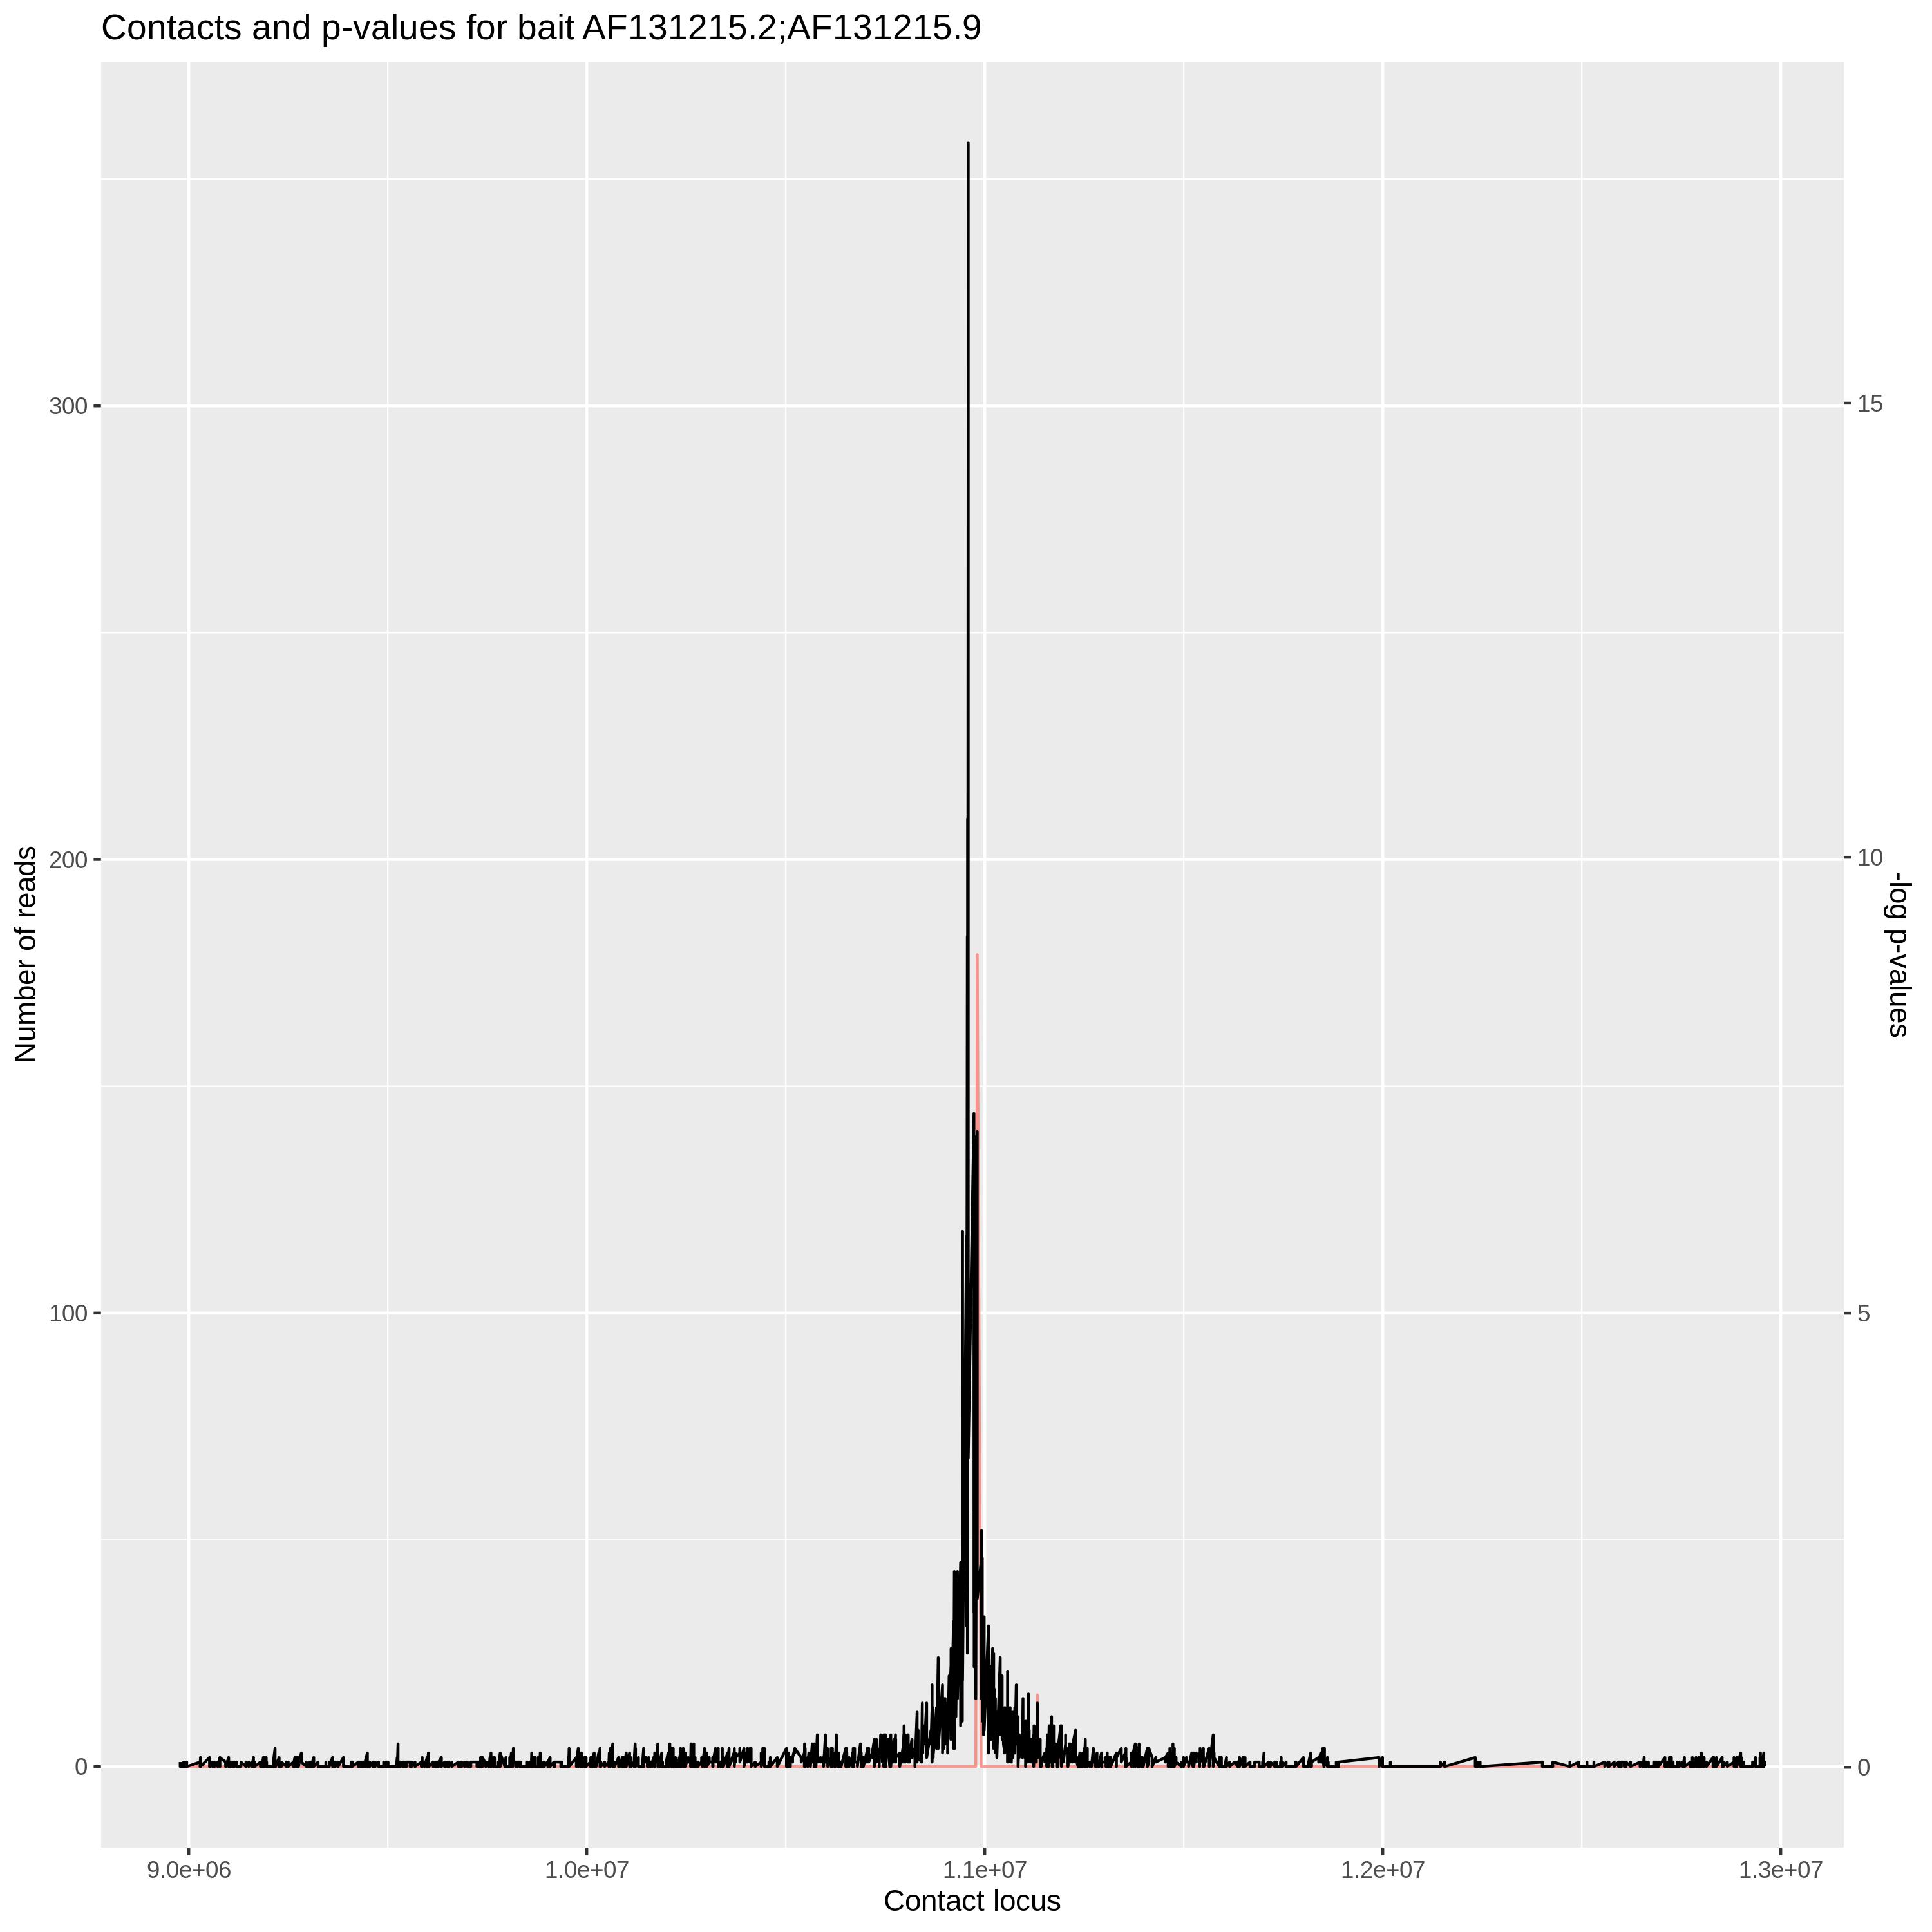 Contacts and p-values for bait AF131215.2;AF131215.9
Number of reads
300
200
100
0
15
10
5
0
-log p-values
9.0e+06
1.0e+07
1.1e+07
1.2e+07
1.3e+07
Contact locus